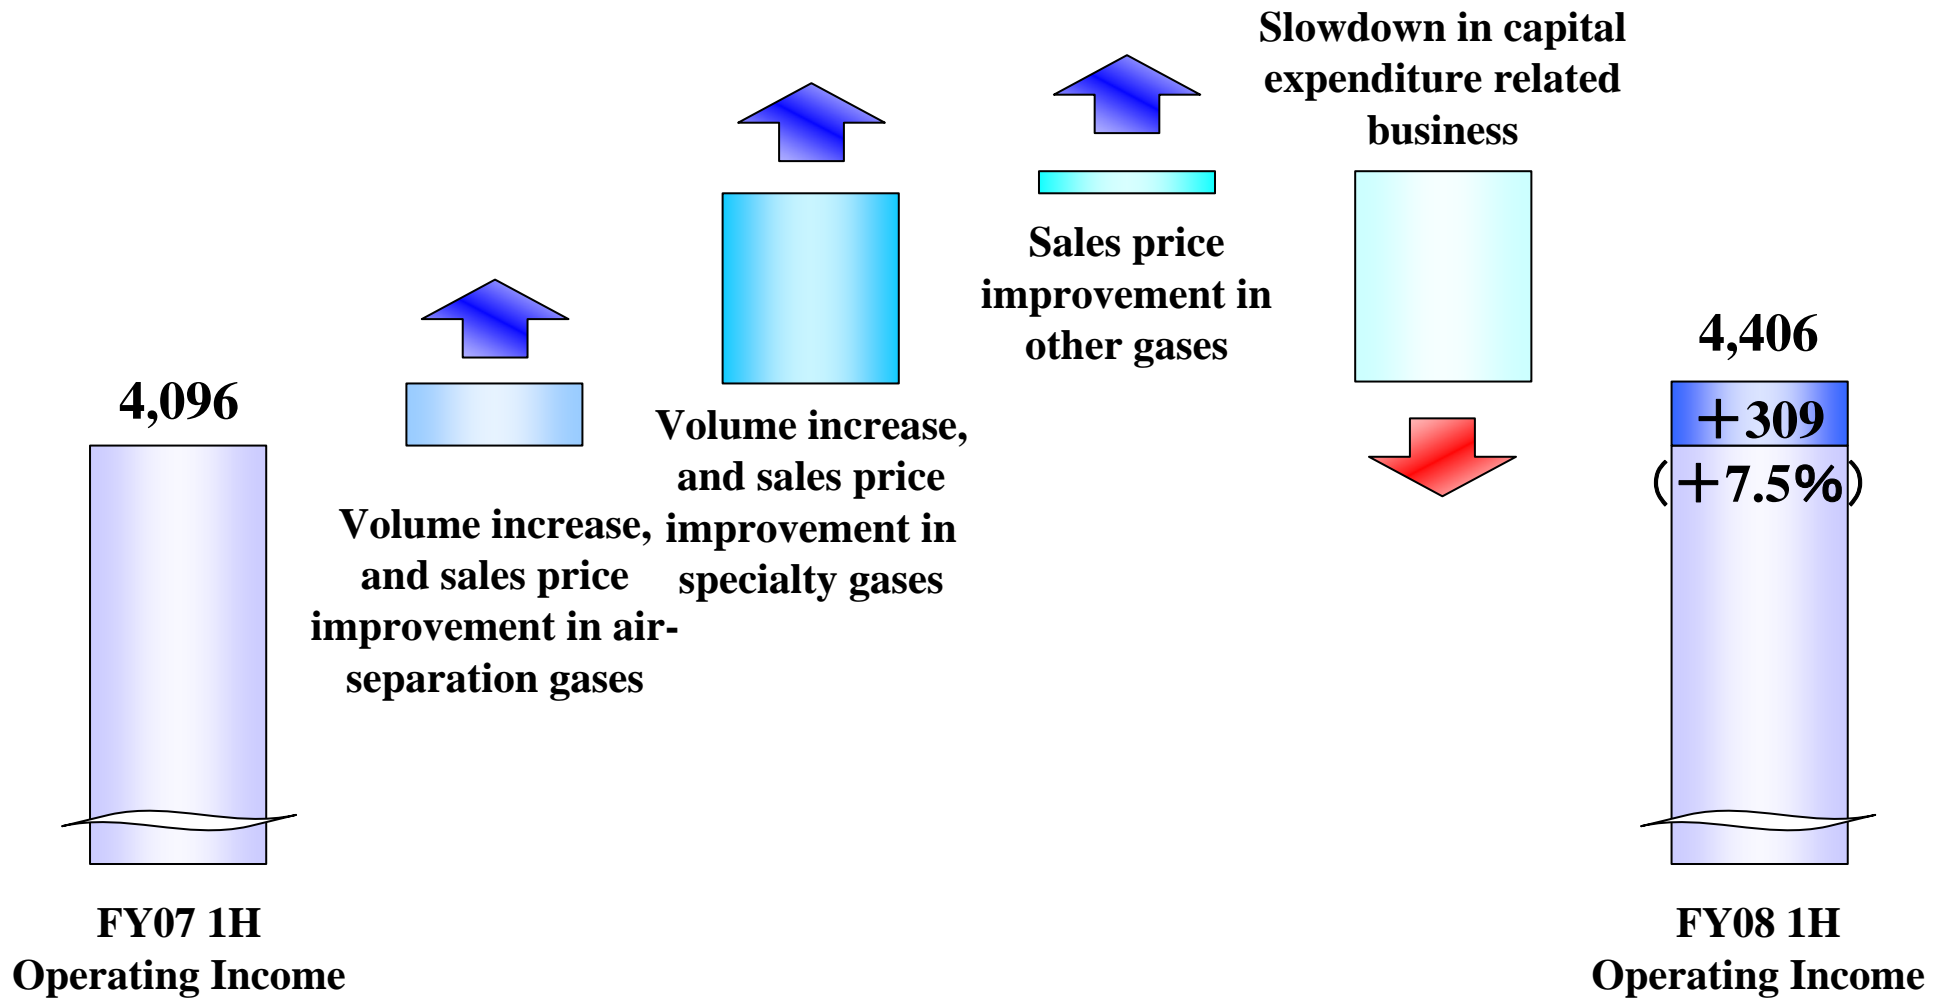 4,096
FY07 1H
Operating Income
Volume increase,
and sales price
improvement in air-
separation gases
Volume increase,
and sales price
improvement in
specialty gases
Sales price
improvement in
other gases
Slowdown in capital
expenditure related
business
4,406
＋309
（＋7.5%）
FY08 1H
Operating Income